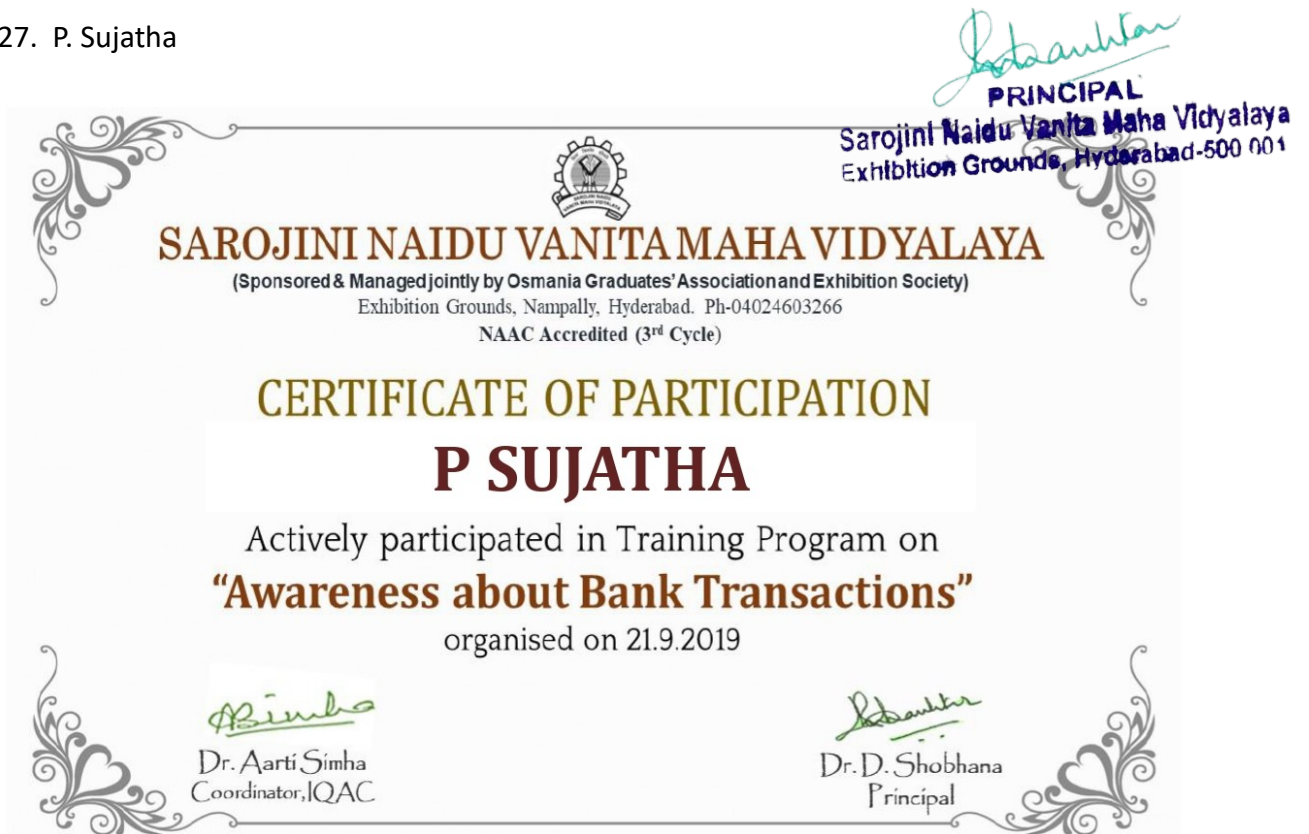 27. P. Sujatha
PRINCIPAL
Sarojini Naidu Vanita Maha Vidyalaya
Exhibition Grounds, Hyderabad-500 001
SAROJINI NAIDU VANITA MAHA VIDYALAYA
(Sponsored & Managed jointly by Osmania Graduates' Association and Exhibition Society)
Exhibition Grounds, Nampally, Hyderabad. Ph-04024603266
NAAC Accredited (3rd Cycle)
CERTIFICATE OF PARTICIPATION
P SUJATHA
Actively participated in Training Program on
“Awareness about Bank Transactions”
organised on 21.9.2019
Dr. Aarti Simha
Coordinator, IQAC
Dr. D. Shobhana
Principal